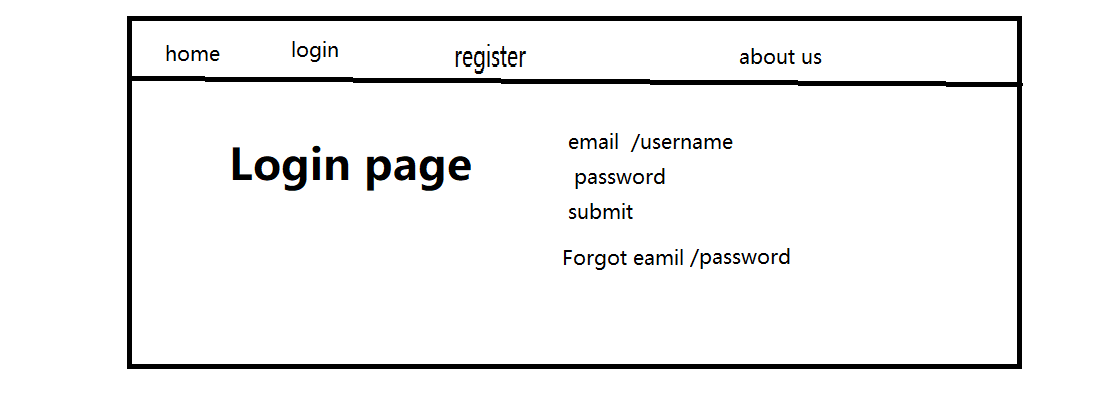 home login register about us
Login page
email /username
password
submit
Forgot eamil /password